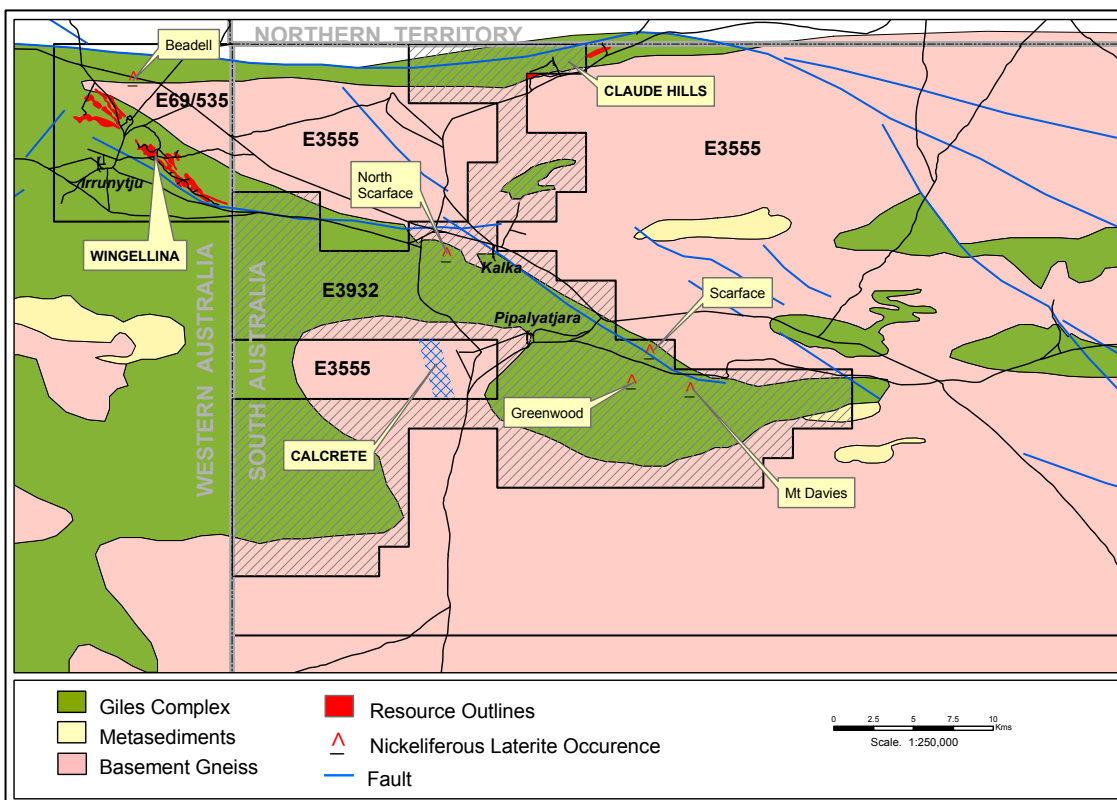 NORTHERN TERRITORY
Beadell
E69/535
CLAUDE HILLS
E3555
E3555
North
Scarface
Irrunytju
WINGELLINA
Kalka
WESTERN AUSTRALIA
SOUTH AUSTRALIA
E3932
Scarface
Pipalyatjara
E3555
Greenwood
CALCRETE
Mt Davies
Giles Complex
Metasediments
Basement Gneiss
Resource Outlines
Nickeliferous Laterite Occurence
Fault
0 2.5 5 7.5 10
Kms
Scale. 1:250,000